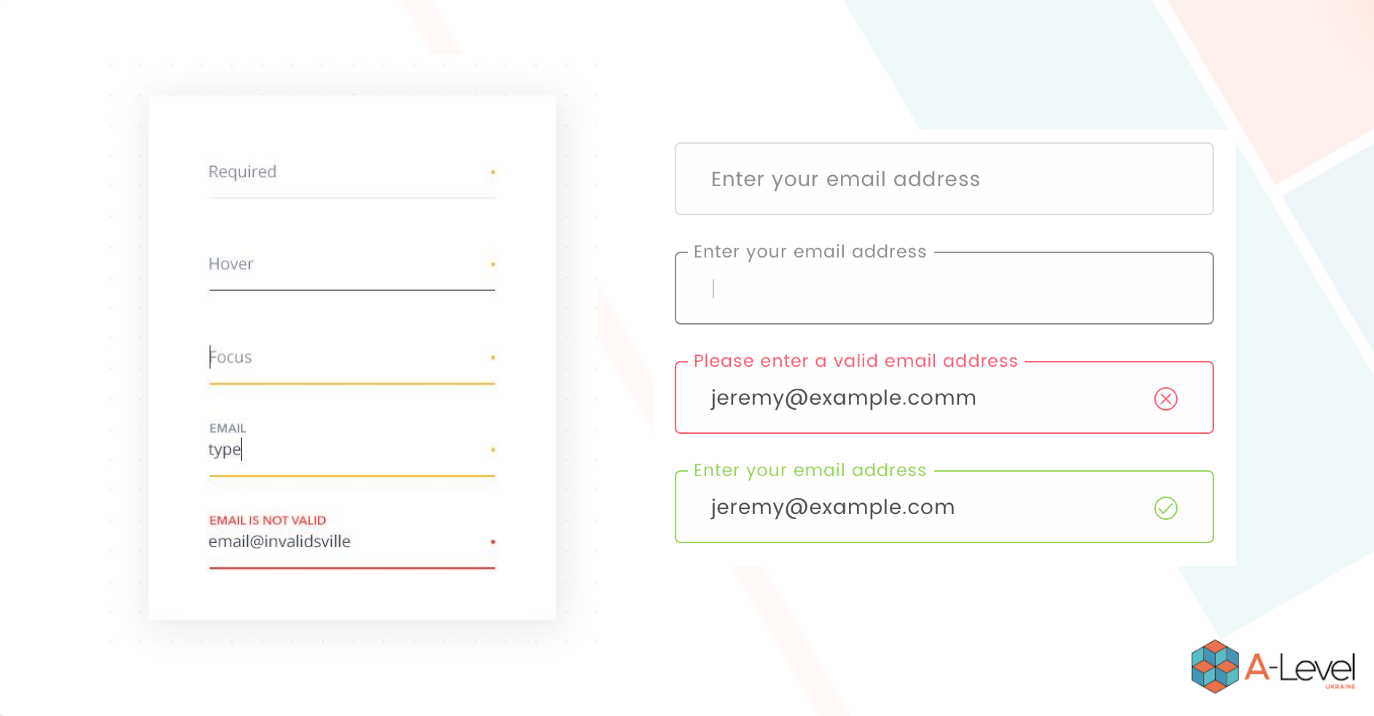 Required
Hover
Focus
EMAIL
type
EMAIL IS NOT VALID
email@invalidsville
Enter your email address
Enter your email address
Please enter a valid email address
jeremy@example.comm
Enter your email address
jeremy@example.com
A-Level
UKRAINE